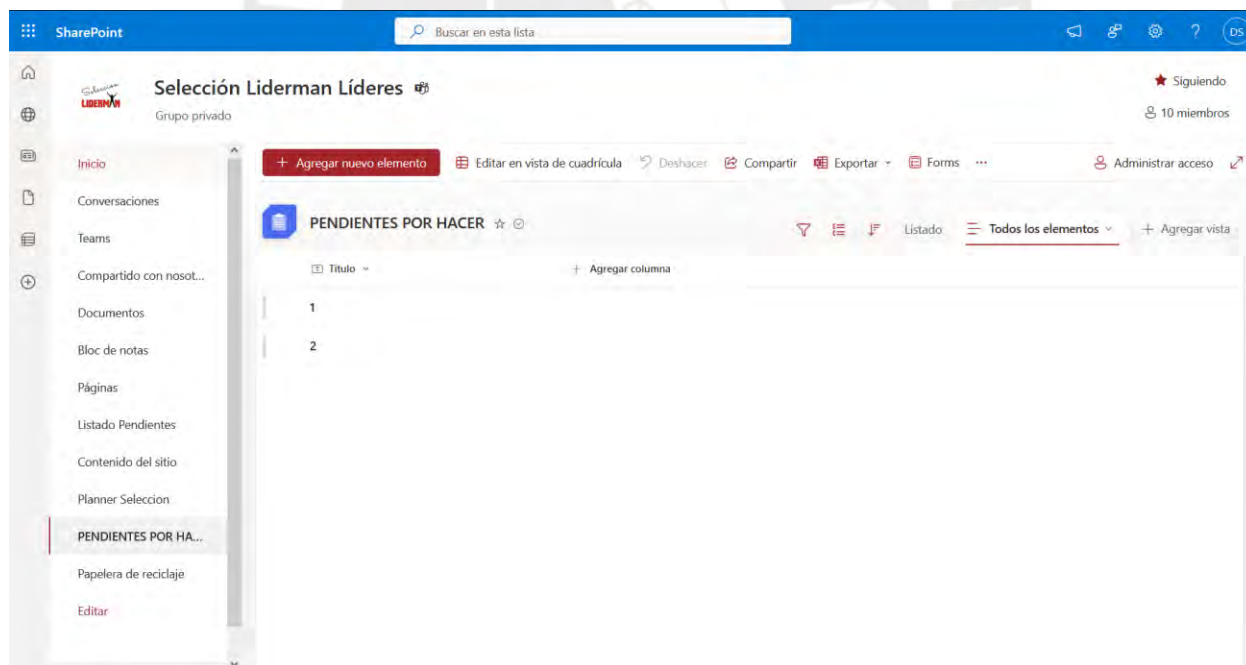 SharePoint
Buscar en esta lista
DS
Selección LIDERMAN
Selección Liderman Líderes
Grupo privado
Siguiendo
10 miembros
Inicio
Conversaciones
Teams
Compartido con nosot...
Documentos
Bloc de notas
Páginas
Listado Pendientes
Contenido del sitio
Planner Seleccion
PENDIENTES POR HA...
Papelera de reciclaje
Editar
+ Agregar nuevo elemento Editar en vista de cuadrícula Deshacer Compartir Exportar Forms ... Administrar acceso
PENDIENTES POR HACER
Listado Todos los elementos + Agregar vista
Título + Agregar columna
1
2